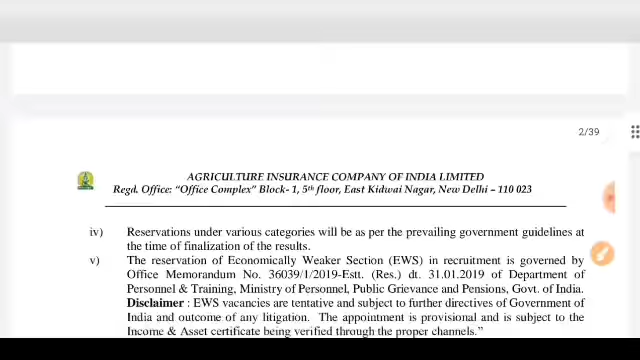 2/39
AGRICULTURE INSURANCE COMPANY OF INDIA LIMITED
Regd. Office: “Office Complex” Block- 1, 5th floor, East Kidwai Nagar, New Delhi – 110 023
iv) Reservations under various categories will be as per the prevailing government guidelines at
the time of finalization of the results.
v) The reservation of Economically Weaker Section (EWS) in recruitment is governed by
Office Memorandum No. 36039/1/2019-Estt. (Res.) dt. 31.01.2019 of Department of
Personnel & Training, Ministry of Personnel, Public Grievance and Pensions, Govt. of India.
Disclaimer : EWS vacancies are tentative and subject to further directives of Government of
India and outcome of any litigation. The appointment is provisional and is subject to the
Income & Asset certificate being verified through the proper channels.”